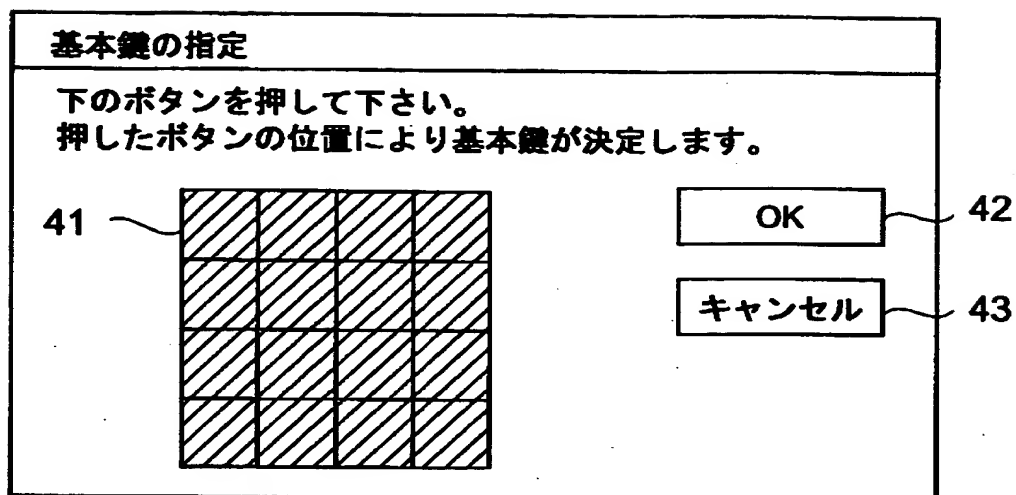 基本鍵の指定
下のボタンを押して下さい。
押したボタンの位置により基本鍵が決定します。
41
OK
42
キャンセル
43